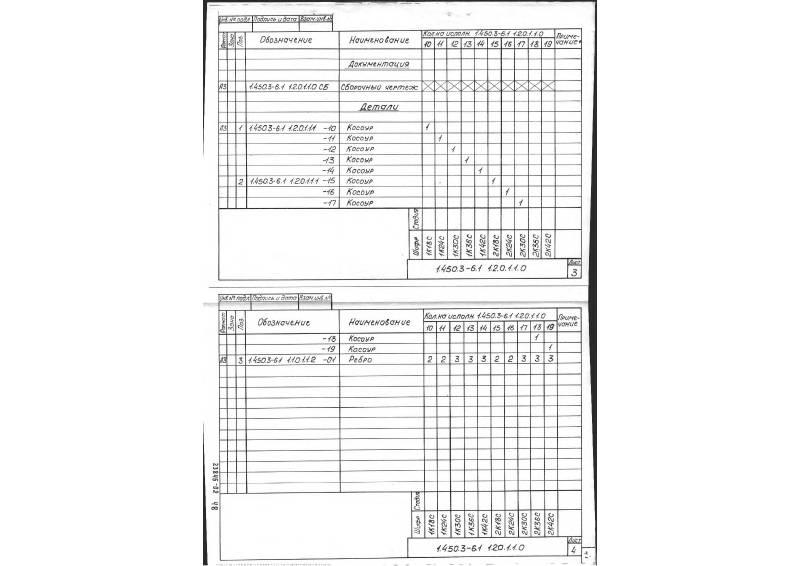 Инв.№ подл. Подпись и дата Взам.инв.№
Формат Зона Поз. Обозначение Наименование Кол.на исполн. 1.450.3-6.1 1.2.0.1.1.0 Приме-чание
10 11 12 13 14 15 16 17 18 19
Документация
А3 1.450.3-6.1 1.2.0.1.1.0 СБ Сборочный чертеж
Детали
А3 1 1.450.3-6.1 1.2.0.1.1.1 -10 Косоур 1
-11 Косоур 1
-12 Косоур 1
-13 Косоур 1
-14 Косоур 1
2 1.450.3-6.1 1.2.0.1.1.1 -15 Косоур 1
-16 Косоур 1
-17 Косоур 1
Шифр Стадия
1К18С 1К24С 1К30С 1К36С 1К42С 2К18С 2К24С 2К30С 2К36С 2К42С
1.450.3-6.1 1.2.0.1.1.0
Лист
3
Инв.№ подл. Подпись и дата Взам.инв.№
Формат Зона Поз. Обозначение Наименование Кол.на исполн. 1.450.3-6.1 1.2.0.1.1.0 Приме-чание
10 11 12 13 14 15 16 17 18 19
-18 Косоур 1
-19 Косоур 1
А3 3 1.450.3-6.1 1.1.0.1.1.2 -01 Ребро 2 2 3 3 3 2 2 3 3 3
Шифр Стадия
1К18С 1К24С 1К30С 1К36С 1К42С 2К18С 2К24С 2К30С 2К36С 2К42С
1.450.3-6.1 1.2.0.1.1.0
Лист
4
23846-02 48